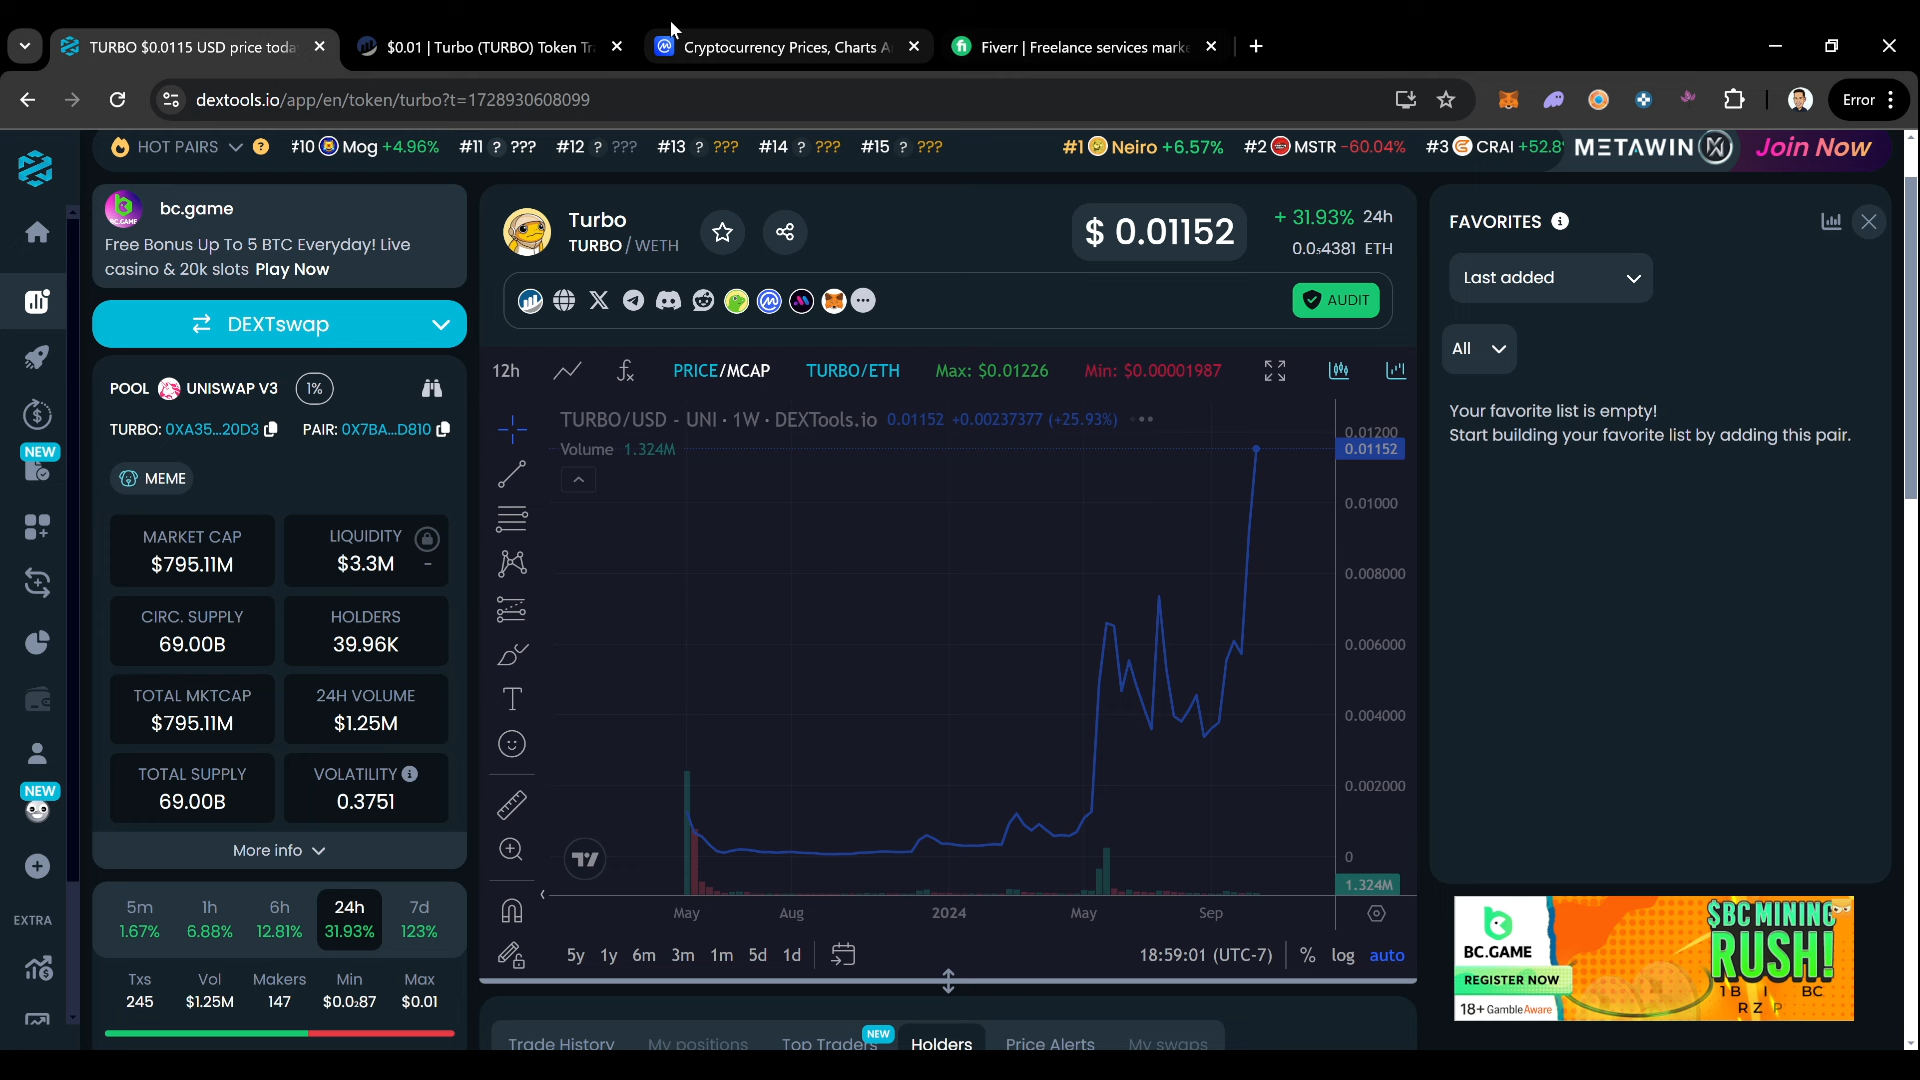 TURBO $0.0115 USD price toda
$0.01 | Turbo (TURBO) Token Tr
Cryptocurrency Prices, Charts A
Fiverr | Freelance services marke
dextools.io/app/en/token/turbo?t=1728930608099
Error
HOT PAIRS ? #10 Mog +4.96% #11 ? ??? #12 ? ??? #13 ? ??? #14 ? ??? #15 ? ???
#1 Neiro +6.57% #2 MSTR -60.04% #3 CRAI +52.8
METAWIN Join Now
bc.game
Free Bonus Up To 5 BTC Everyday! Live
casino & 20k slots Play Now
DEXTswap
POOL UNISWAP V3 1%
TURBO: 0XA35...20D3 PAIR: 0X7BA...D810
MEME
MARKET CAP
$795.11M
LIQUIDITY
$3.3M -
CIRC. SUPPLY
69.00B
HOLDERS
39.96K
TOTAL MKTCAP
$795.11M
24H VOLUME
$1.25M
TOTAL SUPPLY
69.00B
VOLATILITY
0.3751
More info
5m 1h 6h 24h 7d
1.67% 6.88% 12.81% 31.93% 123%
Txs Vol Makers Min Max
245 $1.25M 147 $0.0₂87 $0.01
NEW
NEW
EXTRA
Turbo
TURBO / WETH
$ 0.01152
+ 31.93% 24h
0.0₅4381 ETH
AUDIT
12h PRICE/MCAP TURBO/ETH Max: $0.01226 Min: $0.00001987
TURBO/USD - UNI · 1W · DEXTools.io 0.01152 +0.00237377 (+25.93%)
Volume 1.324M
0.01200
0.01152
0.01000
0.008000
0.006000
0.004000
0.002000
0
1.324M
May Aug 2024 May Sep
5y 1y 6m 3m 1m 5d 1d 18:59:01 (UTC-7) % log auto
NEW
Trade History My positions Top Traders Holders Price Alerts My swaps
FAVORITES
Last added
All
Your favorite list is empty!
Start building your favorite list by adding this pair.
BC.GAME
REGISTER NOW
18+ GambleAware
$BC MINING
RUSH!